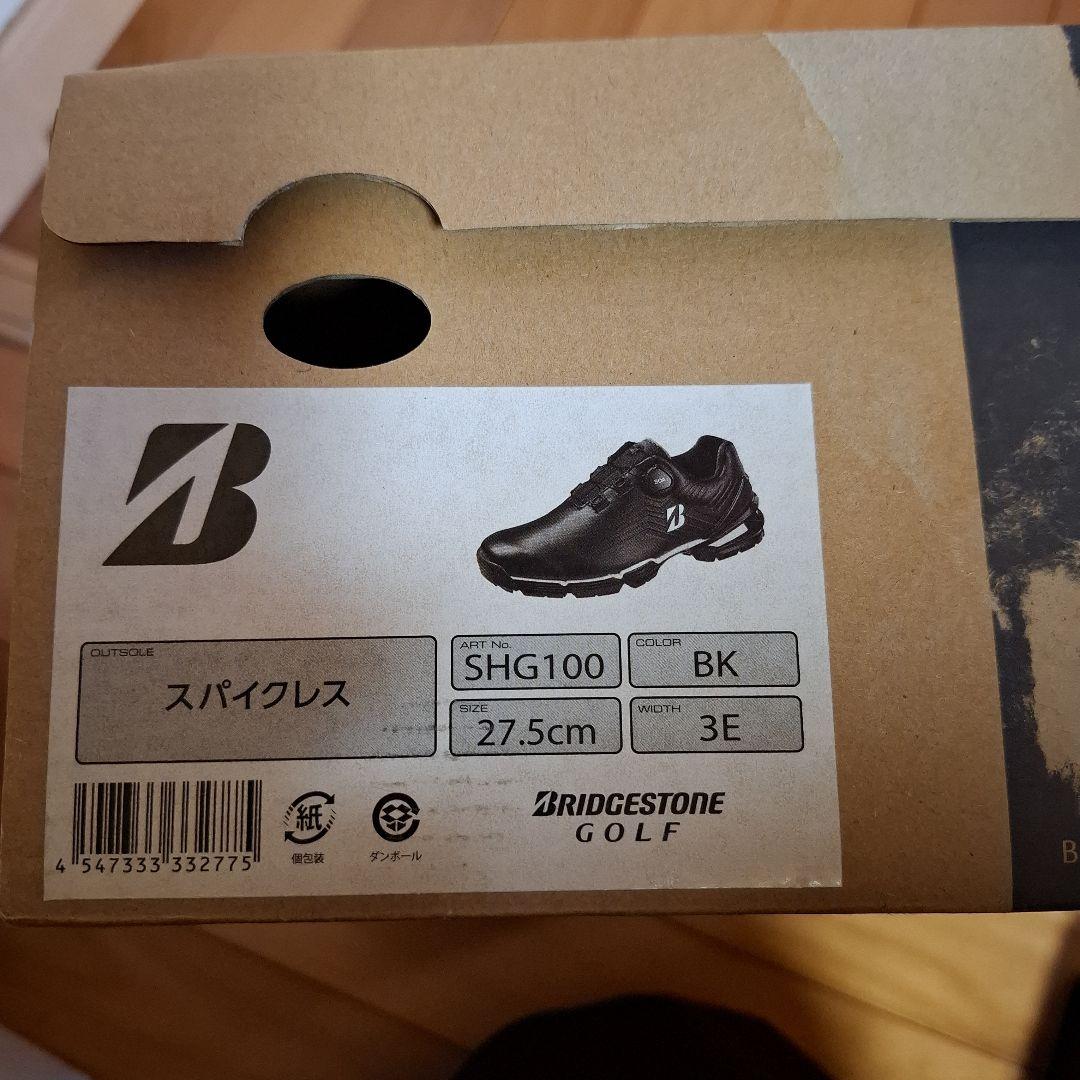 OUTSOLE
スパイクレス
ART No.
SHG100
COLOR
BK
SIZE
27.5cm
WIDTH
3E
4 547333 332775
紙
個包装
ダンボール
BRIDGESTONE
GOLF
B